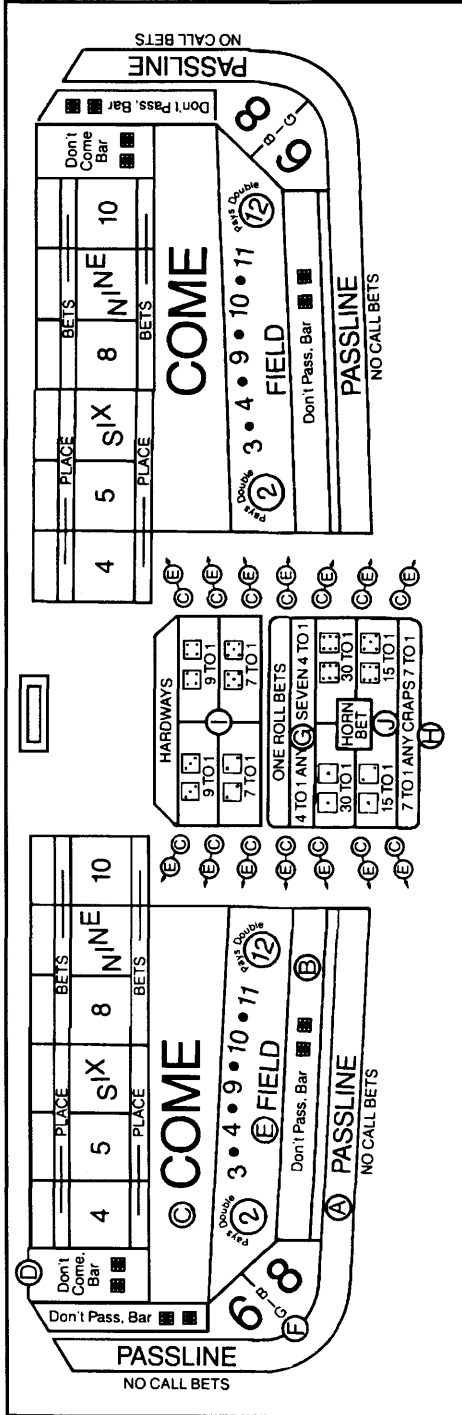 D
Don't
Come,
Bar
PLACE BETS
4 5 SIX 8 NINE 10
PLACE BETS
Don't Pass, Bar
PASSLINE
NO CALL BETS
C COME
Pays Double
2 3 • 4 • 9 • 10 • 11 12
Pays Double
E FIELD
6 8
BIG
F
Don't Pass, Bar B
A PASSLINE
NO CALL BETS
E C
E C
E C
E C
E C
E C
E C
HARDWAYS
9 TO 1 9 TO 1
I
7 TO 1 7 TO 1
ONE ROLL BETS
4 TO 1 ANY G SEVEN 4 TO 1
30 TO 1 30 TO 1
HORN
BET
15 TO 1 J 15 TO 1
7 TO 1 ANY CRAPS 7 TO 1
H
C E
C E
C E
C E
C E
C E
C E
PLACE BETS
4 5 SIX 8 NINE 10
PLACE BETS
Don't
Come
Bar
Don't Pass, Bar
PASSLINE
NO CALL BETS
COME
Pays Double
2 3 • 4 • 9 • 10 • 11 12
Pays Double
FIELD
6 8
BIG
Don't Pass, Bar
PASSLINE
NO CALL BETS